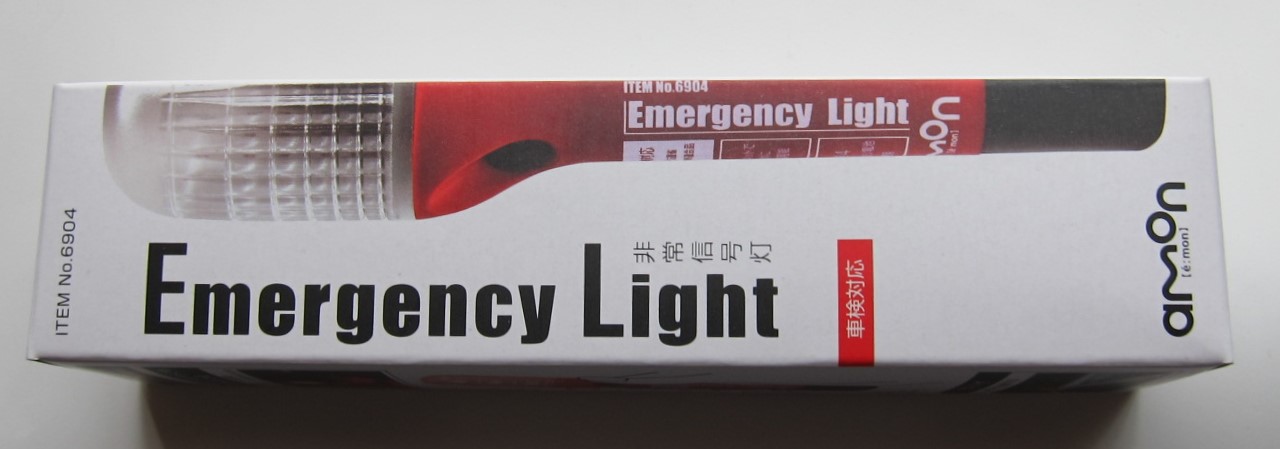 ITEM No.6904
Emergency Light
amon
[é:mon]
ITEM No.6904
非常信号灯
Emergency Light
車検対応
amon
[é:mon]